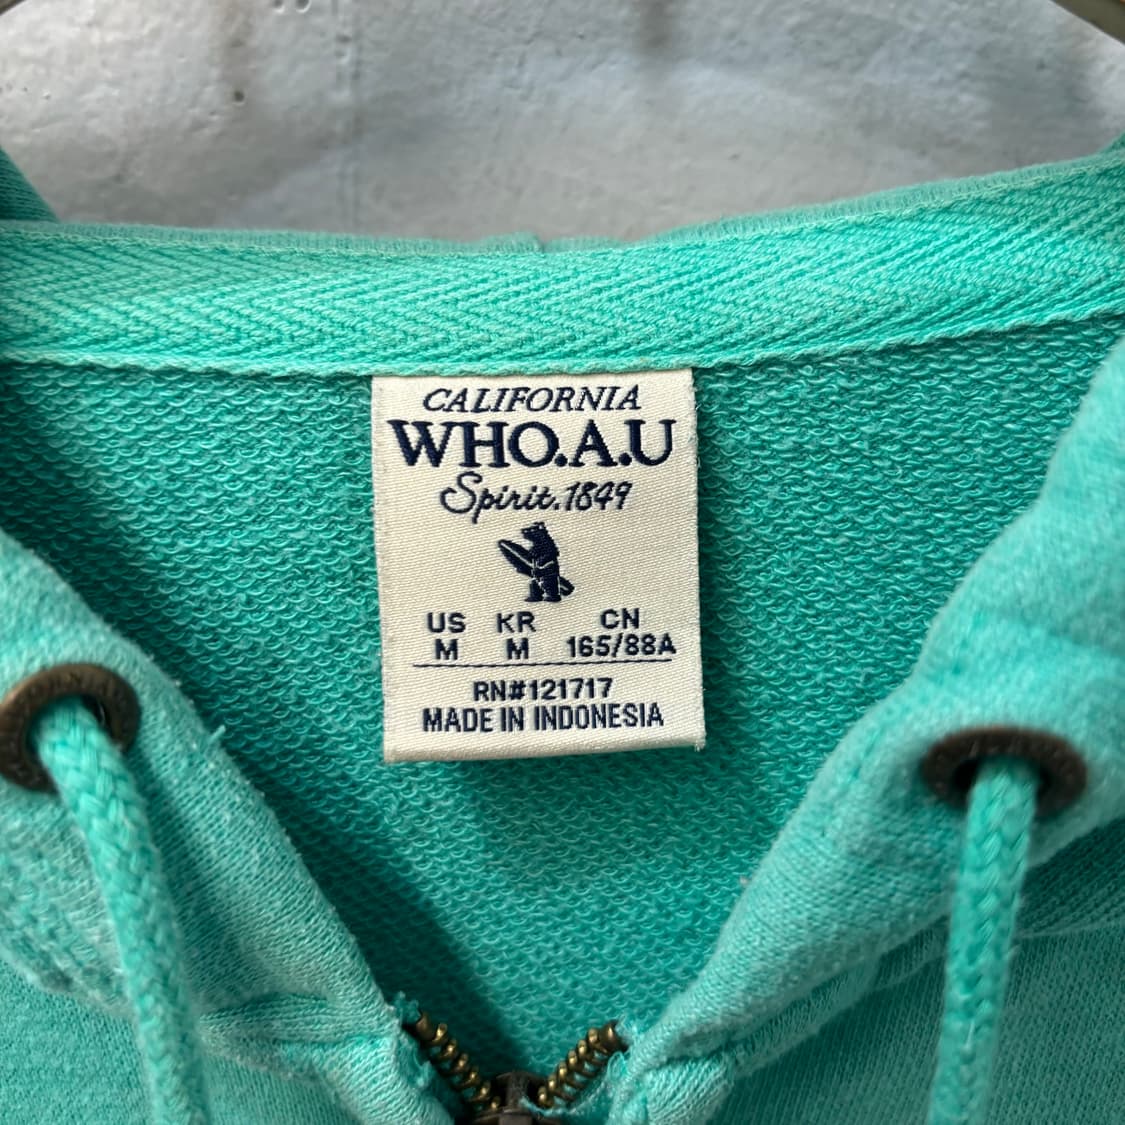 CALIFORNIA
WHO.A.U
Spirit.1849
US KR CN
M M 165/88A
RN#121717
MADE IN INDONESIA